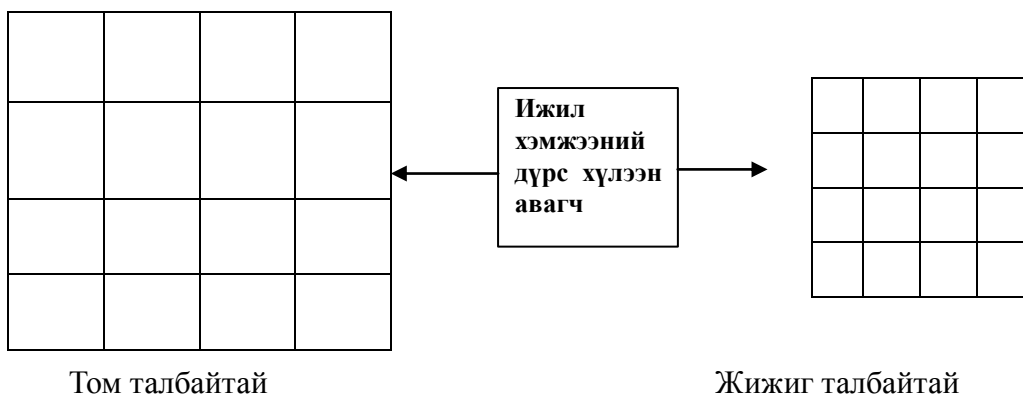 Ижил
хэмжээний
дүрс хүлээн
авагч
Том талбайтай
Жижиг талбайтай